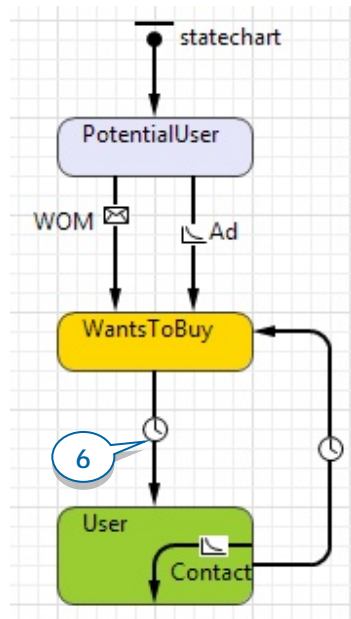 statechart
PotentialUser
WOM
Ad
WantsToBuy
6
User
Contact